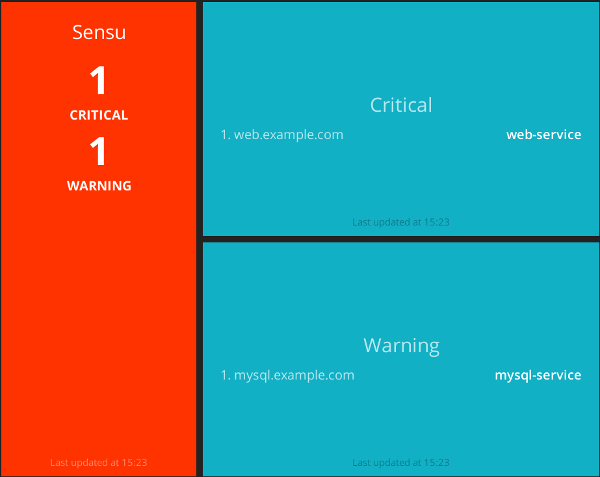 Sensu
1
CRITICAL
1
WARNING
Last updated at 15:23
Critical
1. web.example.com web-service
Last updated at 15:23
Warning
1. mysql.example.com mysql-service
Last updated at 15:23